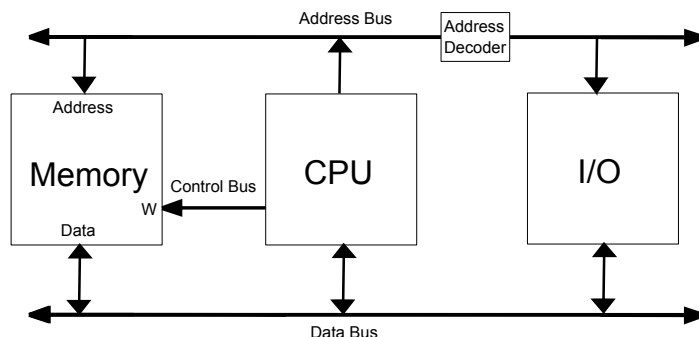 Address Bus
Address
Decoder
Address
Memory
CPU
I/O
Control Bus
W
Data
Data Bus